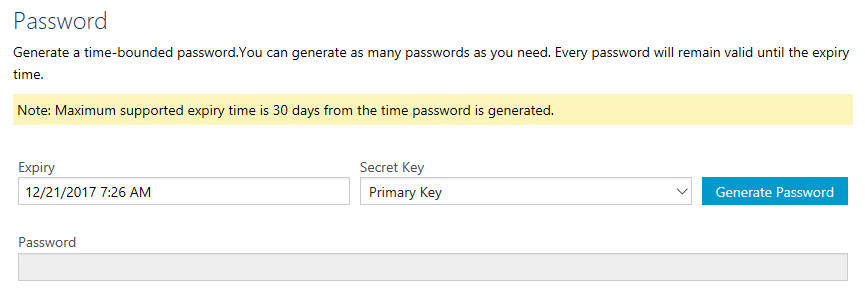 Password
Generate a time-bounded password.You can generate as many passwords as you need. Every password will remain valid until the expiry
time.
Note: Maximum supported expiry time is 30 days from the time password is generated.
Expiry
Secret Key
12/21/2017 7:26 AM
Primary Key
Generate Password
Password